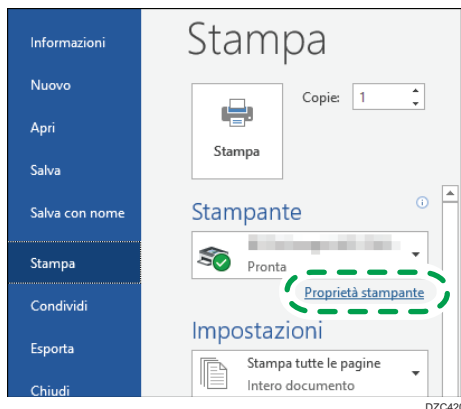 Informazioni
Nuovo
Apri
Salva
Salva con nome
Stampa
Condividi
Esporta
Chiudi
Stampa
Copie: 1
Stampa
Stampante
Pronta
Proprietà stampante
Impostazioni
Stampa tutte le pagine
Intero documento